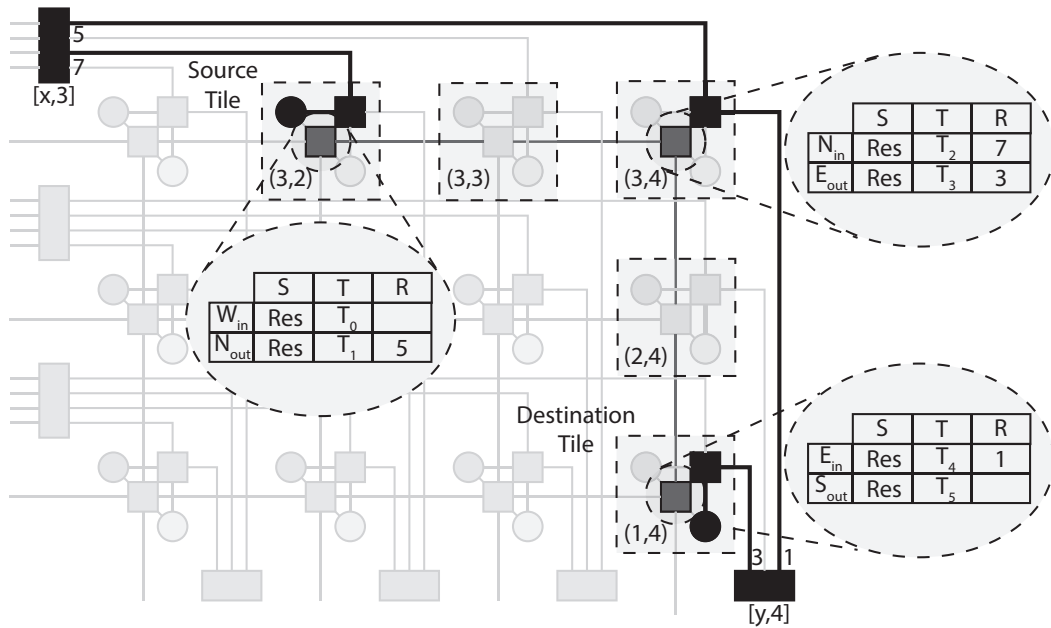 5
7
[x,3]
Source
Tile
(3,2)
(3,3)
(3,4)
S T R
N_in Res T_2 7
E_out Res T_3 3
S T R
W_in Res T_0
N_out Res T_1 5
(2,4)
Destination
Tile
(1,4)
S T R
E_in Res T_4 1
S_out Res T_5
3 1
[y,4]